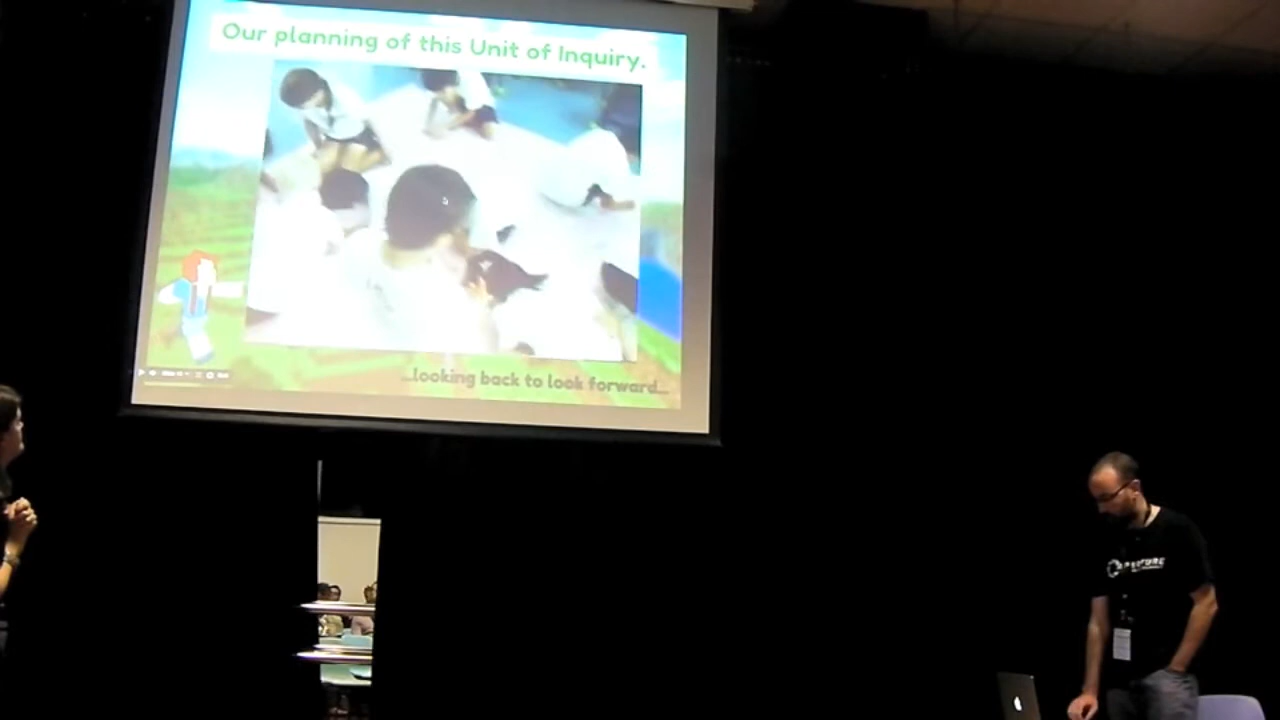 Our planning of this Unit of Inquiry.
...looking back to look forward...